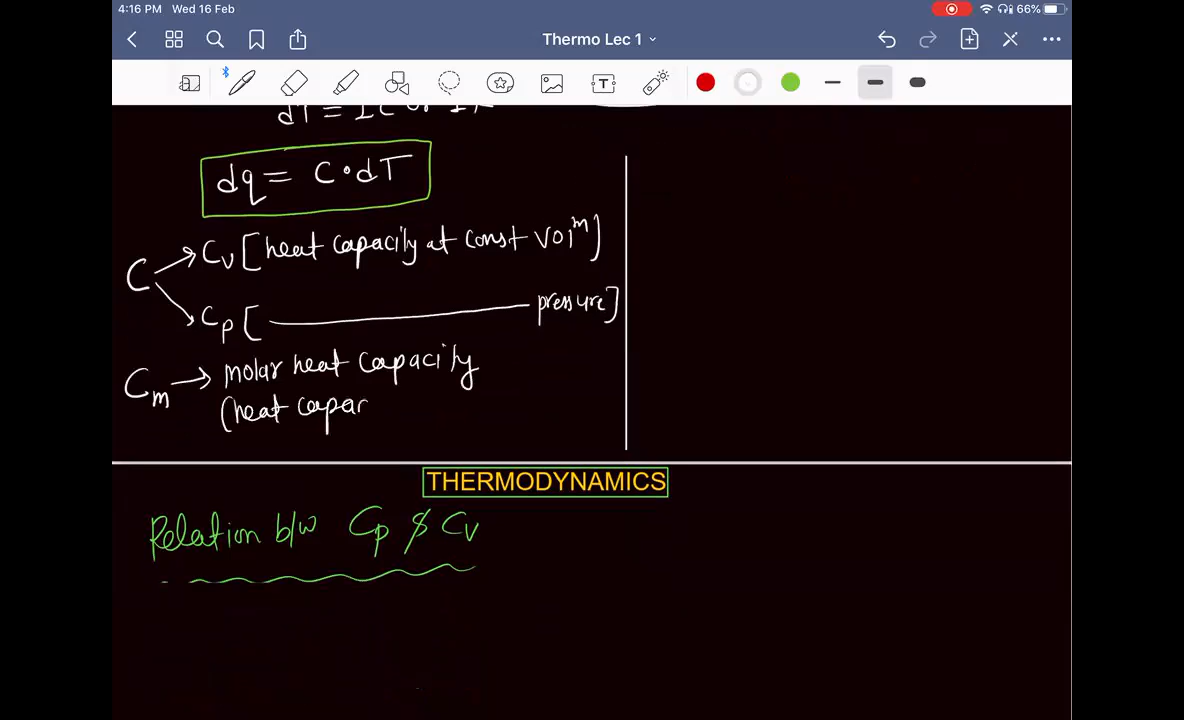 4:16 PM Wed 16 Feb
66%
Thermo Lec 1
T
dT =
dq = C·dT
C → Cv [heat capacity at const volm]
→ Cp [ pressure]
Cm → molar heat capacity
(heat capar
THERMODYNAMICS
Relation b/w Cp & Cv